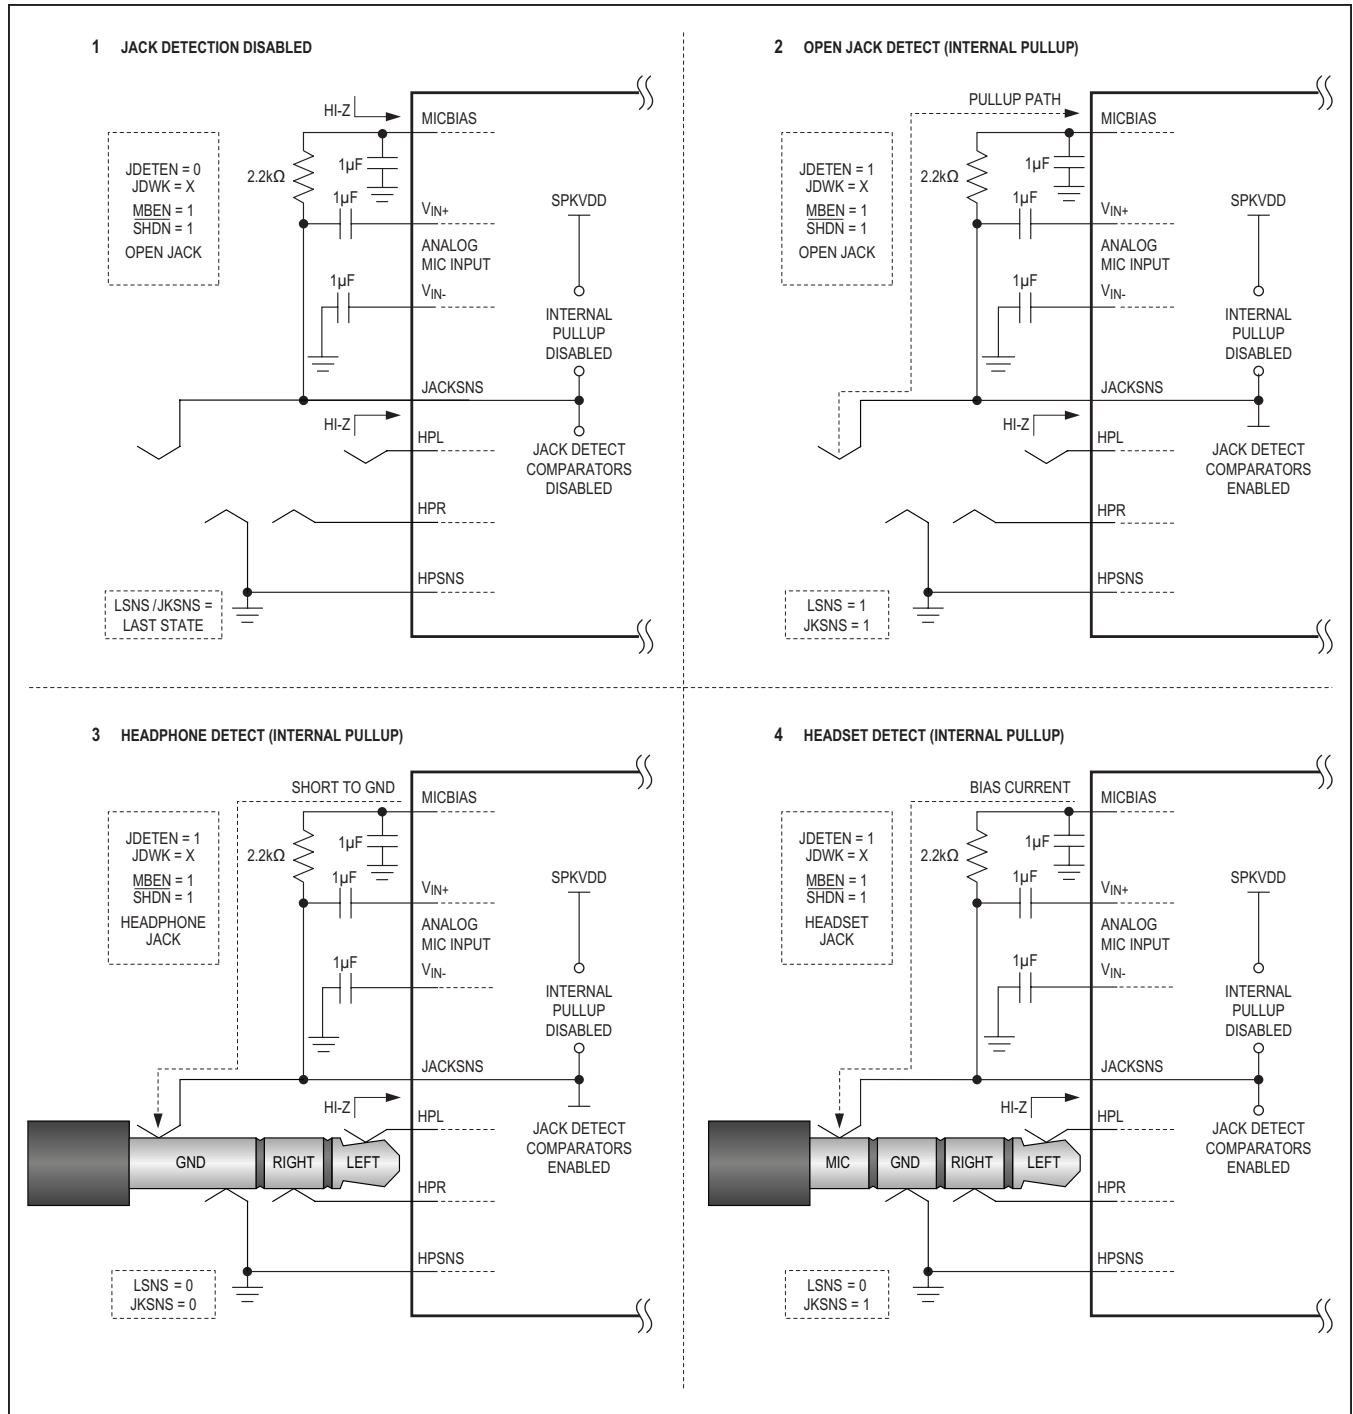 1 JACK DETECTION DISABLED
HI-Z
MICBIAS
JDETEN = 0
JDWK = X
MBEN = 1
SHDN = 1
OPEN JACK
2.2kΩ
1µF
1µF
VIN+
SPKVDD
ANALOG
MIC INPUT
1µF
VIN-
INTERNAL
PULLUP
DISABLED
JACKSNS
HI-Z
HPL
JACK DETECT
COMPARATORS
DISABLED
HPR
HPSNS
LSNS /JKSNS =
LAST STATE
2 OPEN JACK DETECT (INTERNAL PULLUP)
PULLUP PATH
MICBIAS
JDETEN = 1
JDWK = X
MBEN = 1
SHDN = 1
OPEN JACK
2.2kΩ
1µF
1µF
VIN+
SPKVDD
ANALOG
MIC INPUT
1µF
VIN-
INTERNAL
PULLUP
DISABLED
JACKSNS
HI-Z
HPL
JACK DETECT
COMPARATORS
ENABLED
HPR
HPSNS
LSNS = 1
JKSNS = 1
3 HEADPHONE DETECT (INTERNAL PULLUP)
SHORT TO GND
MICBIAS
JDETEN = 1
JDWK = X
MBEN = 1
SHDN = 1
HEADPHONE
JACK
2.2kΩ
1µF
1µF
VIN+
SPKVDD
ANALOG
MIC INPUT
1µF
VIN-
INTERNAL
PULLUP
DISABLED
JACKSNS
HI-Z
HPL
JACK DETECT
COMPARATORS
ENABLED
GND
RIGHT
LEFT
HPR
HPSNS
LSNS = 0
JKSNS = 0
4 HEADSET DETECT (INTERNAL PULLUP)
BIAS CURRENT
MICBIAS
JDETEN = 1
JDWK = X
MBEN = 1
SHDN = 1
HEADSET
JACK
2.2kΩ
1µF
1µF
VIN+
SPKVDD
ANALOG
MIC INPUT
1µF
VIN-
INTERNAL
PULLUP
DISABLED
JACKSNS
HI-Z
HPL
JACK DETECT
COMPARATORS
ENABLED
MIC
GND
RIGHT
LEFT
HPR
HPSNS
LSNS = 0
JKSNS = 1